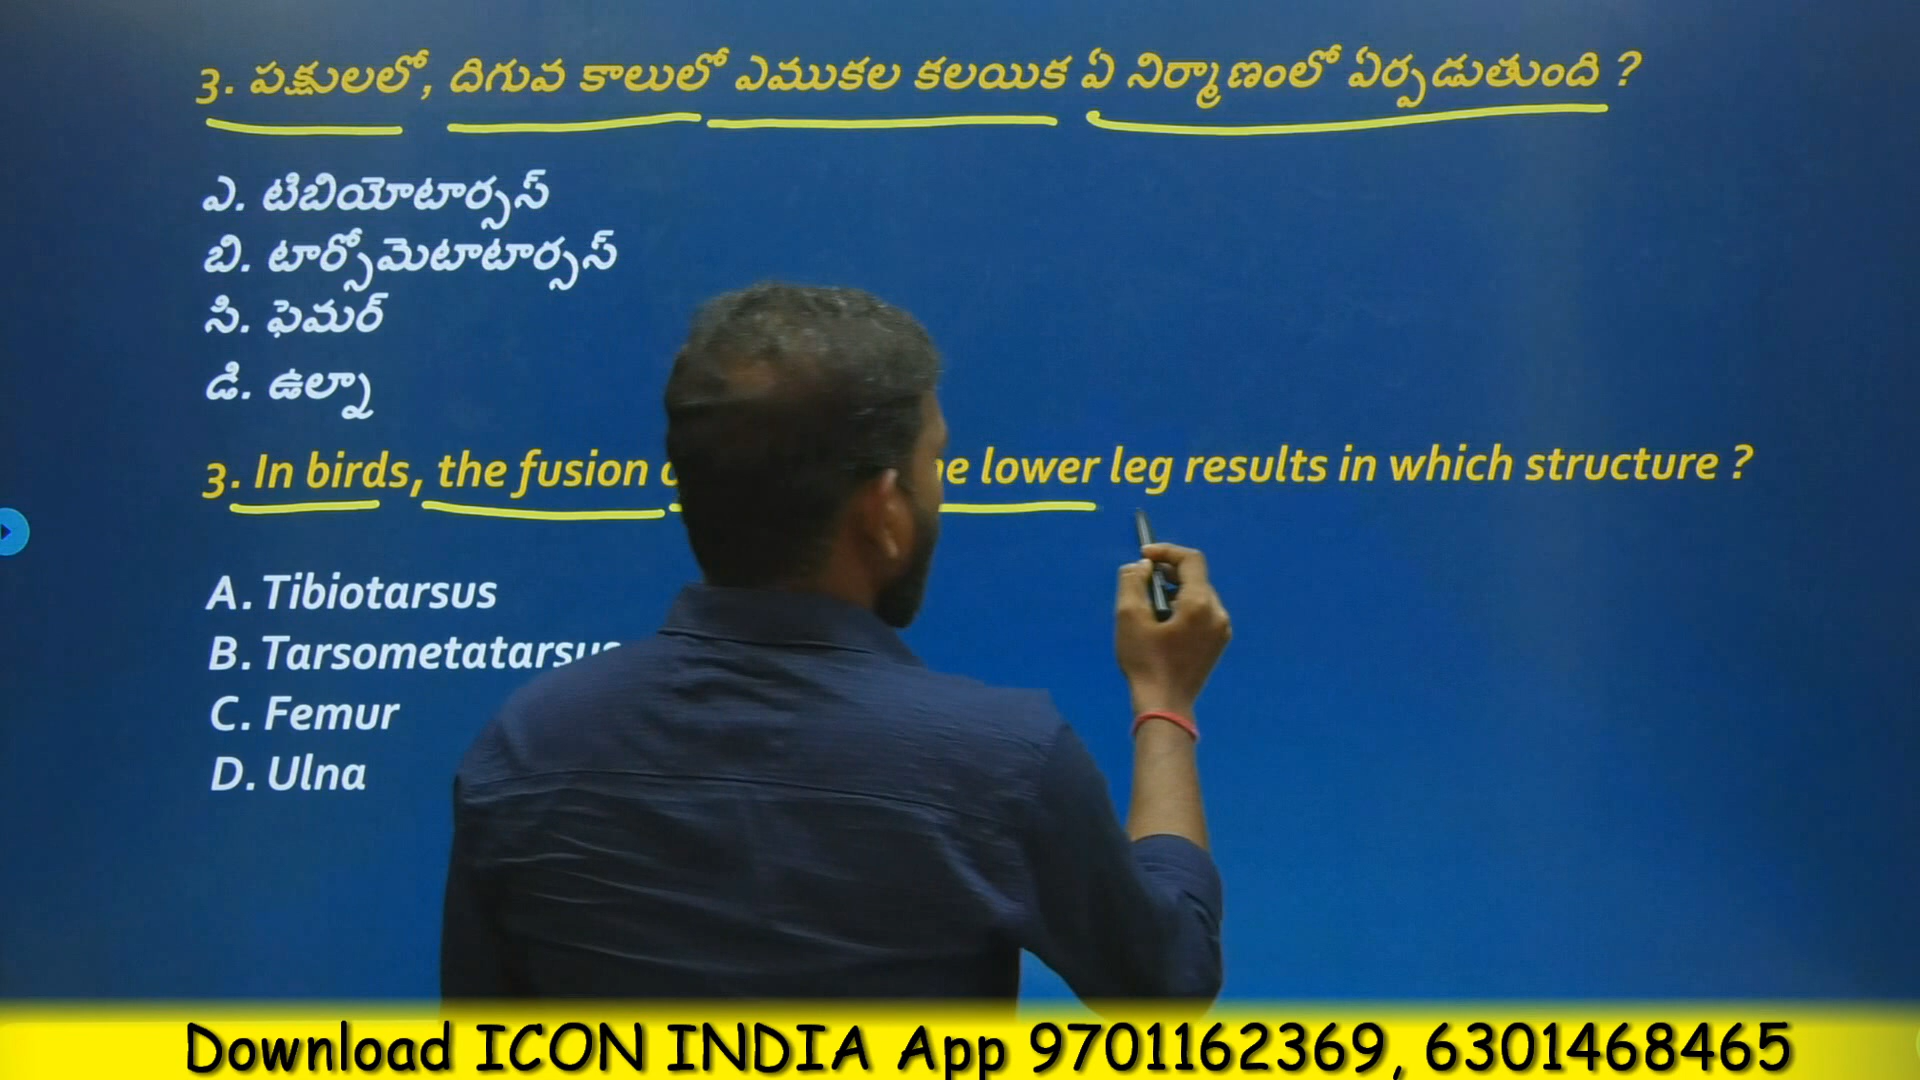 3. పక్షులలో, దిగువ కాలులో ఎముకల కలయిక ఏ నిర్మాణంలో ఏర్పడుతుంది ?
ఎ. టిబియోటార్సస్
బి. టార్సోమెటాటార్సస్
సి. ఫెమర్
డి. ఉల్నా
3. In birds, the fusion lower leg results in which structure ?
A. Tibiotarsus
B. Tarsometatarsus
C. Femur
D. Ulna
Download ICON INDIA App 9701162369, 6301468465